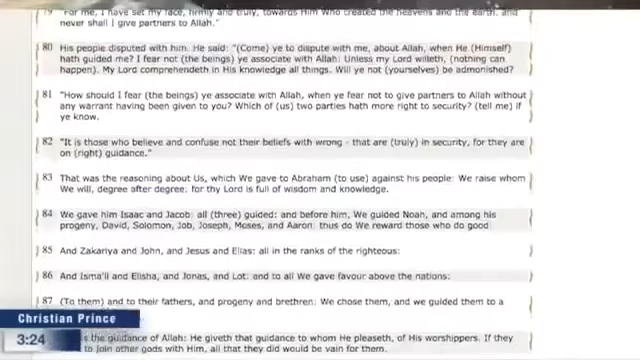 79 "For me, I have set my face, firmly and truly, towards Him Who created the heavens and the earth, and
never shall I give partners to Allah."
80 His people disputed with him. He said: "(Come) ye to dispute with me, about Allah, when He (Himself)
hath guided me? I fear not (the beings) ye associate with Allah: Unless my Lord willeth, (nothing can
happen). My Lord comprehendeth in His knowledge all things. Will ye not (yourselves) be admonished?
81 "How should I fear (the beings) ye associate with Allah, when ye fear not to give partners to Allah without
any warrant having been given to you? Which of (us) two parties hath more right to security? (tell me) if
ye know.
82 "It is those who believe and confuse not their beliefs with wrong - that are (truly) in security, for they are
on (right) guidance."
83 That was the reasoning about Us, which We gave to Abraham (to use) against his people: We raise whom
We will, degree after degree: for thy Lord is full of wisdom and knowledge.
84 We gave him Isaac and Jacob: all (three) guided: and before him, We guided Noah, and among his
progeny, David, Solomon, Job, Joseph, Moses, and Aaron: thus do We reward those who do good
85 And Zakariya and John, and Jesus and Elias: all in the ranks of the righteous:
86 And Isma'il and Elisha, and Jonas, and Lot: and to all We gave favour above the nations:
87 (To them) and to their fathers, and progeny and brethren: We chose them, and we guided them to a
Christian Prince
3:24 is the guidance of Allah: He giveth that guidance to whom He pleaseth, of His worshippers. If they
to join other gods with Him, all that they did would be vain for them.